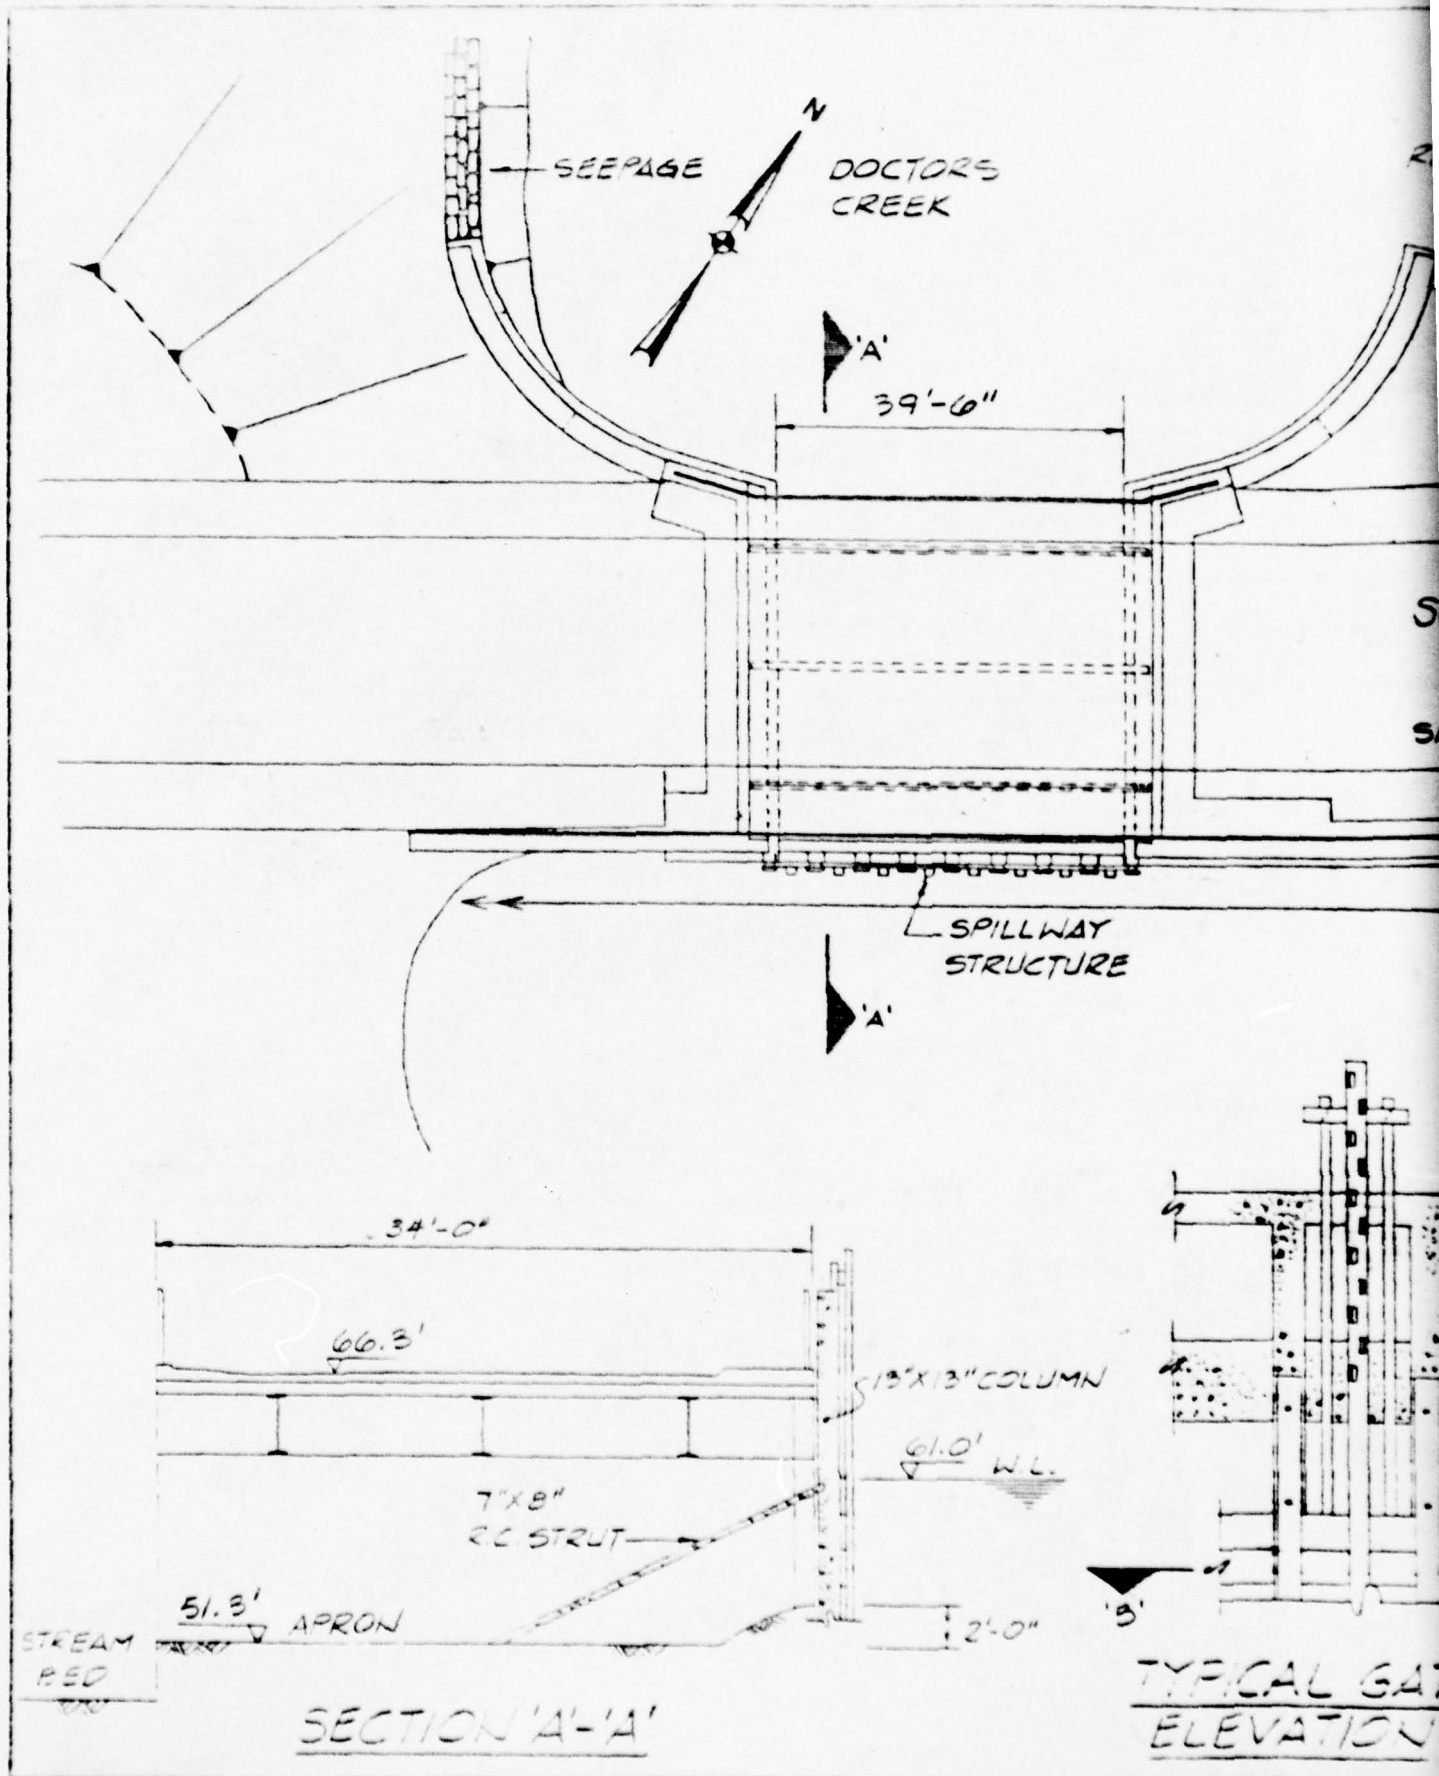 N
SEEPAGE
DOCTORS
CREEK
'A'
39'-6"
SPILLWAY
STRUCTURE
'A'
34'-0"
66.3'
13"X13" COLUMN
61.0' W.L.
7"X8"
R.C. STRUT
51.3'
APRON
STREAM
BED
2'-0"
'B'
SECTION 'A'-'A'
TYPICAL
ELEVATION